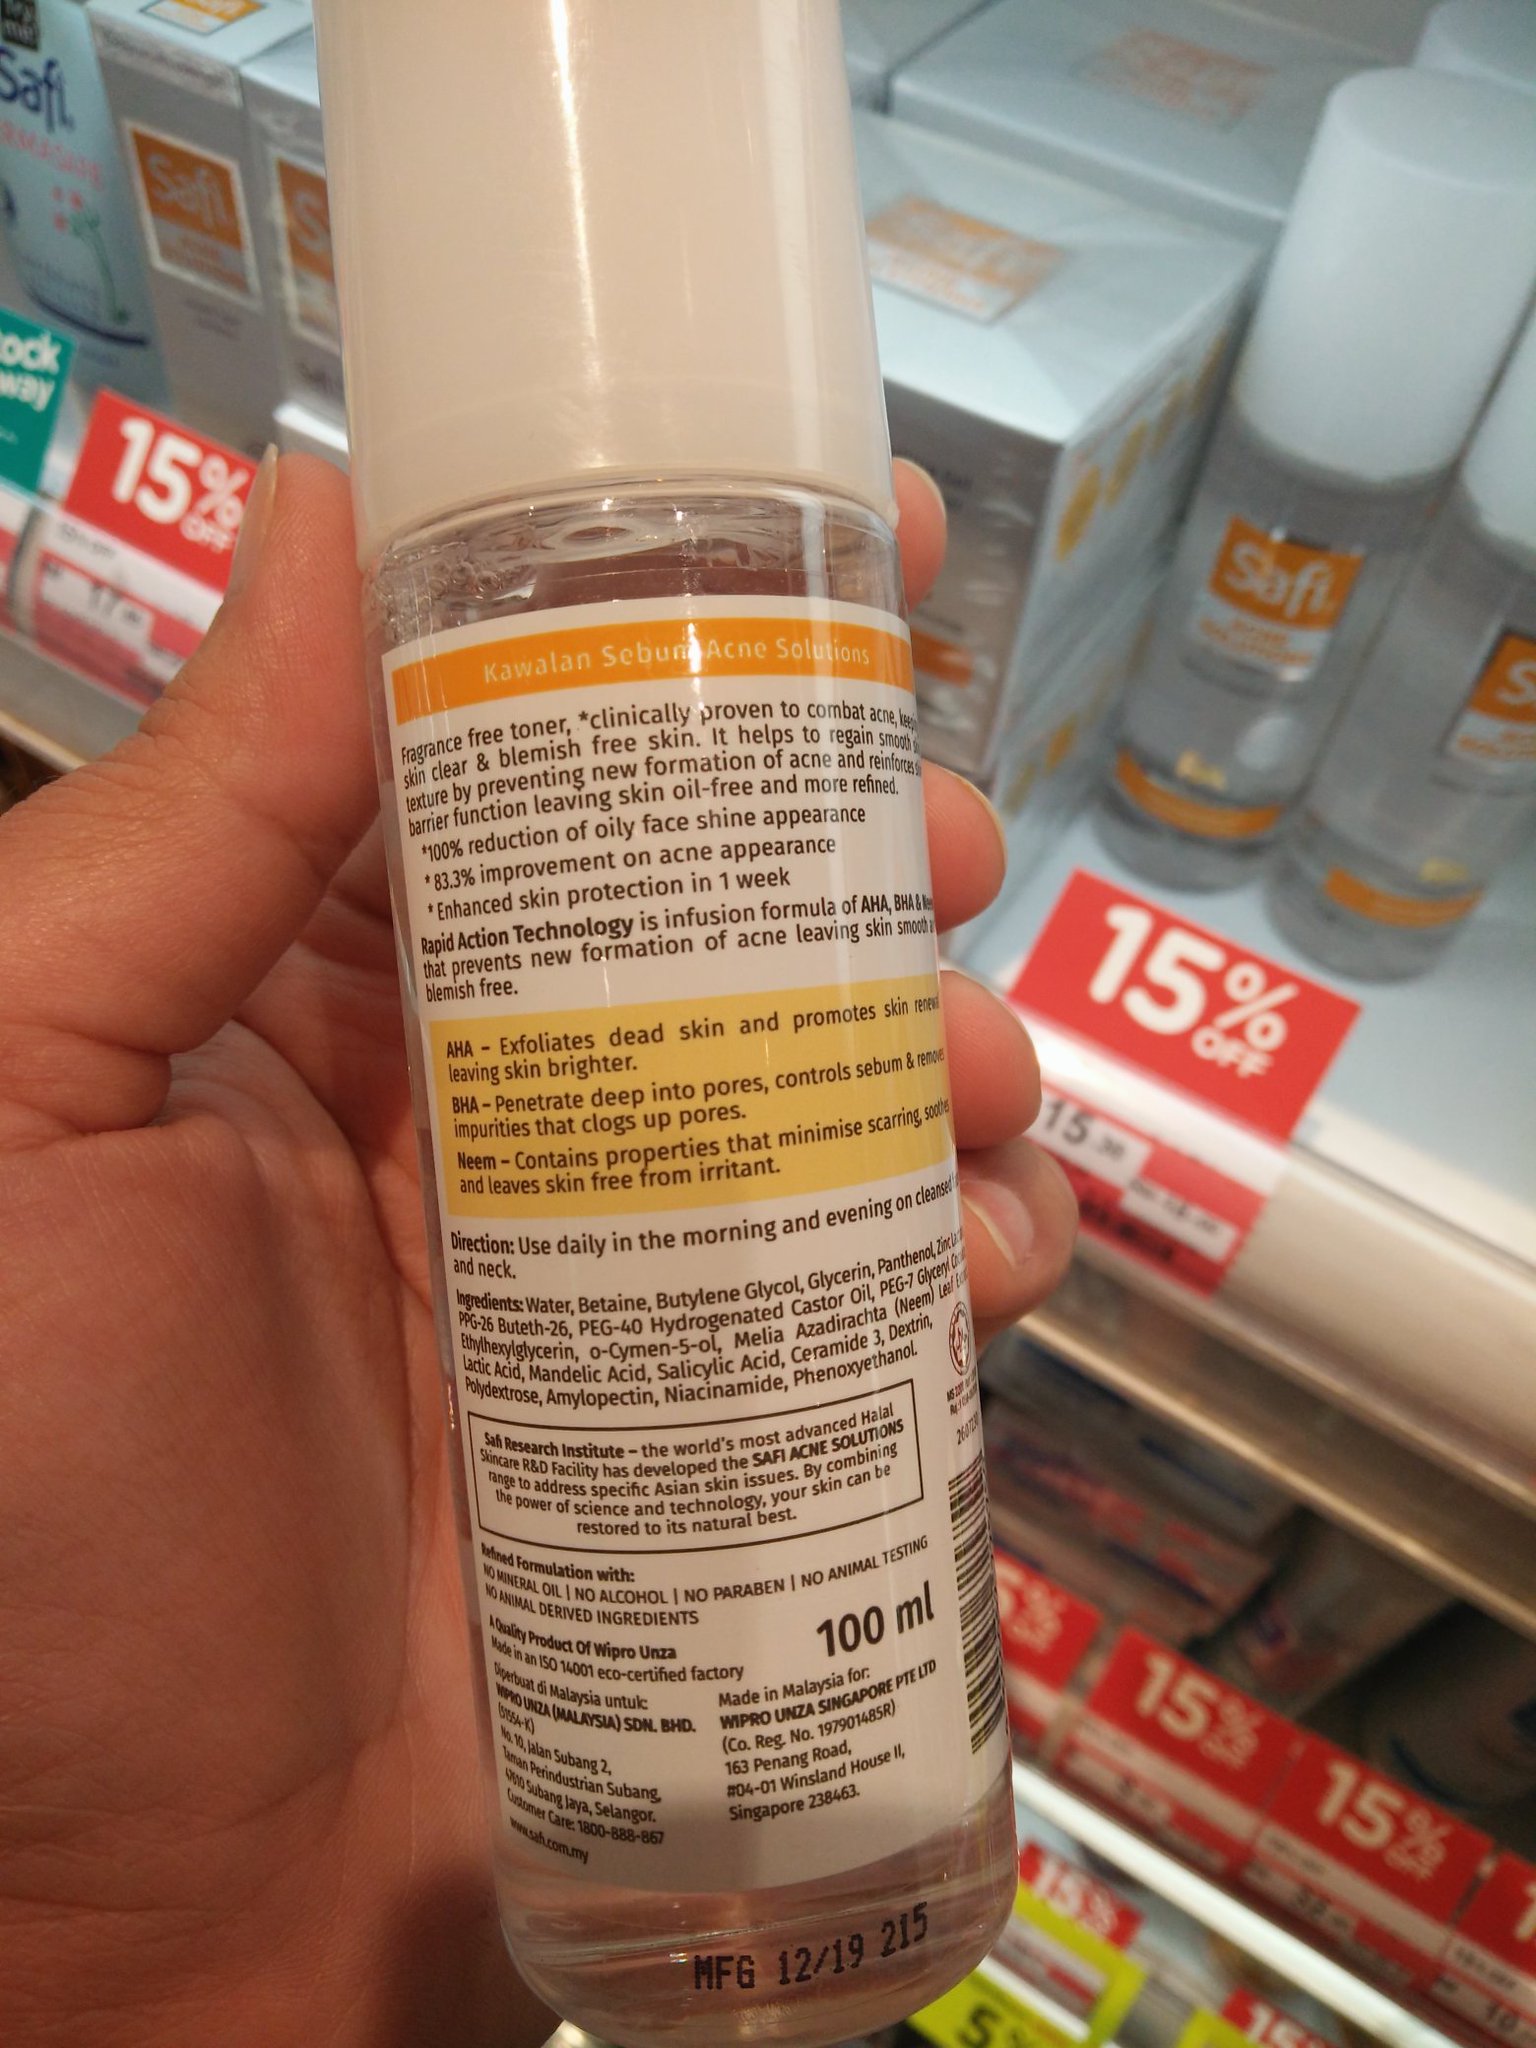 Safi
Safi
Safi
15%
OFF
Safi
15%
OFF
Kawalan Sebum Acne Solutions
Fragrance free toner, *clinically proven to combat acne,
skin clear & blemish free skin. It helps to regain smooth
texture by preventing new formation of acne and reinforces
barrier function leaving skin oil-free and more refined.
*100% reduction of oily face shine appearance
* 83.3% improvement on acne appearance
* Enhanced skin protection in 1 week
Rapid Action Technology is infusion formula of AHA, BHA &
that prevents new formation of acne leaving skin smooth
blemish free.
AHA – Exfoliates dead skin and promotes skin
leaving skin brighter.
BHA – Penetrate deep into pores, controls sebum & removes
impurities that clogs up pores.
Neem – Contains properties that minimise scarring,
and leaves skin free from irritant.
Direction: Use daily in the morning and evening on cleansed
and neck.
Ingredients: Water, Betaine, Butylene Glycol, Glycerin, Panthenol, Zinc
PPG-26 Buteth-26, PEG-40 Hydrogenated Castor Oil, PEG-7 Glyceryl
Ethylhexylglycerin, o-Cymen-5-ol, Melia Azadirachta (Neem) Leaf
Lactic Acid, Mandelic Acid, Salicylic Acid, Ceramide 3, Dextrin,
Polydextrose, Amylopectin, Niacinamide, Phenoxyethanol.
Safi Research Institute – the world's most advanced Halal
Skincare R&D Facility has developed the SAFI ACNE SOLUTIONS
range to address specific Asian skin issues. By combining
the power of science and technology, your skin can be
restored to its natural best.
Refined Formulation with:
NO MINERAL OIL | NO ALCOHOL | NO PARABEN | NO ANIMAL TESTING
NO ANIMAL DERIVED INGREDIENTS
100 ml
A Quality Product Of Wipro Unza
Made in an ISO 14001 eco-certified factory
Diperbuat di Malaysia untuk:
WIPRO UNZA (MALAYSIA) SDN. BHD.
(51554-K)
No. 10, Jalan Subang 2,
Taman Perindustrian Subang,
47610 Subang Jaya, Selangor.
Customer Care: 1800-888-867
www.safi.com.my
Made in Malaysia for:
WIPRO UNZA SINGAPORE PTE LTD
(Co. Reg. No. 197901485R)
163 Penang Road,
#04-01 Winsland House II,
Singapore 238463.
MFG 12/19 215
15%
OFF
15%
OFF